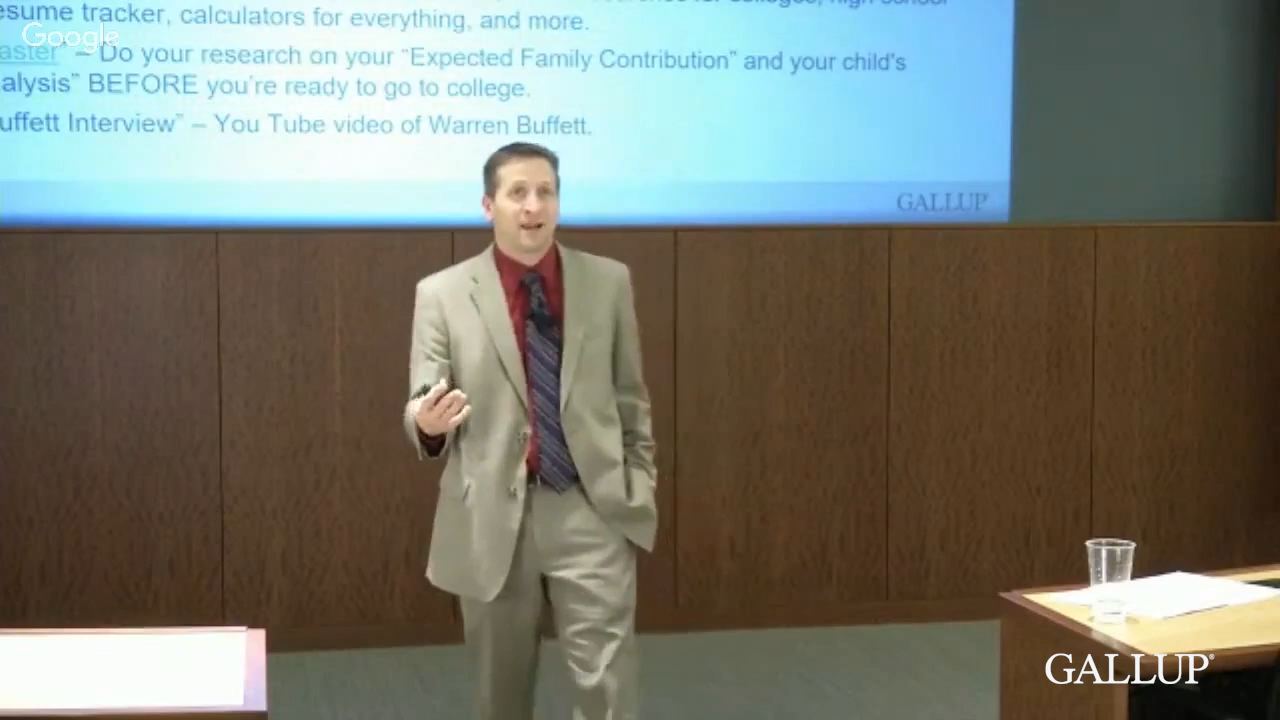 esume tracker, calculators for everything, and more.
Google
aster" – Do your research on your “Expected Family Contribution” and your child's
alysis” BEFORE you're ready to go to college.
uffett Interview” – You Tube video of Warren Buffett.
GALLUP
GALLUP®